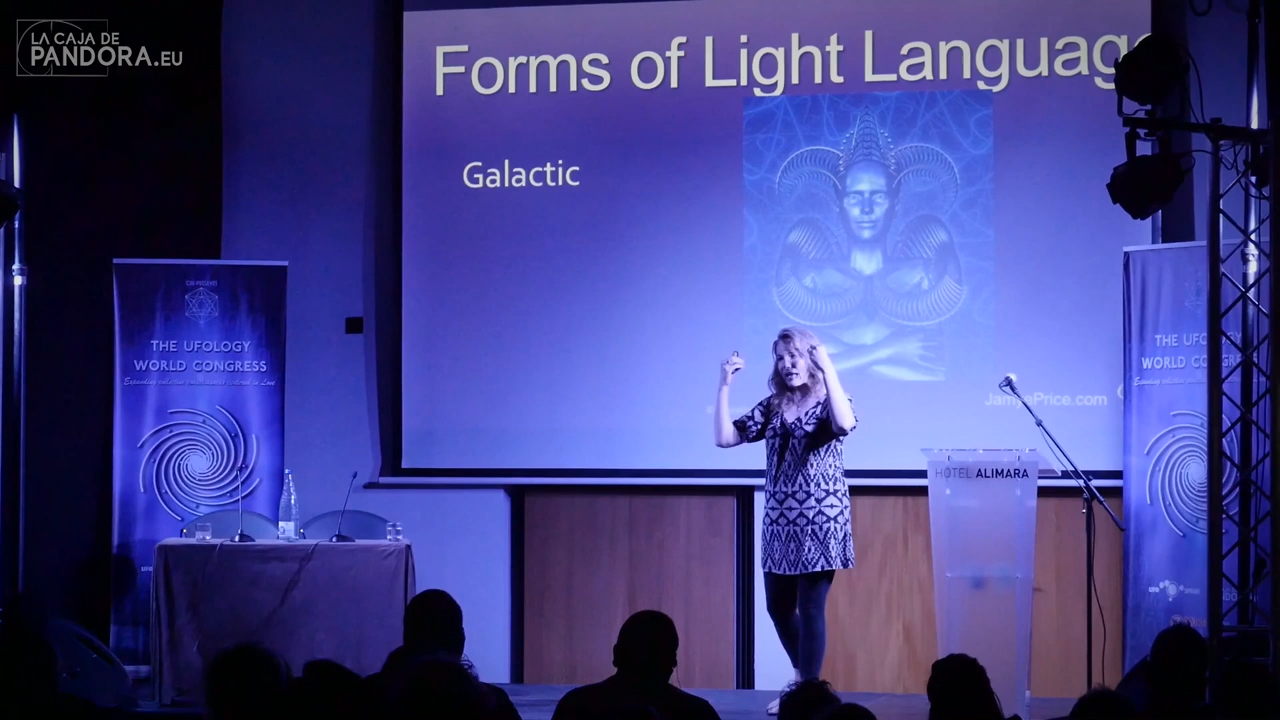 LA CAJA DE
PANDORA.EU
Forms of Light Language
Galactic
THE UFOLOGY
WORLD CONGRESS
JamyePrice.com
HOTEL ALIMARA
THE UFOLOGY
WORLD CONGRESS